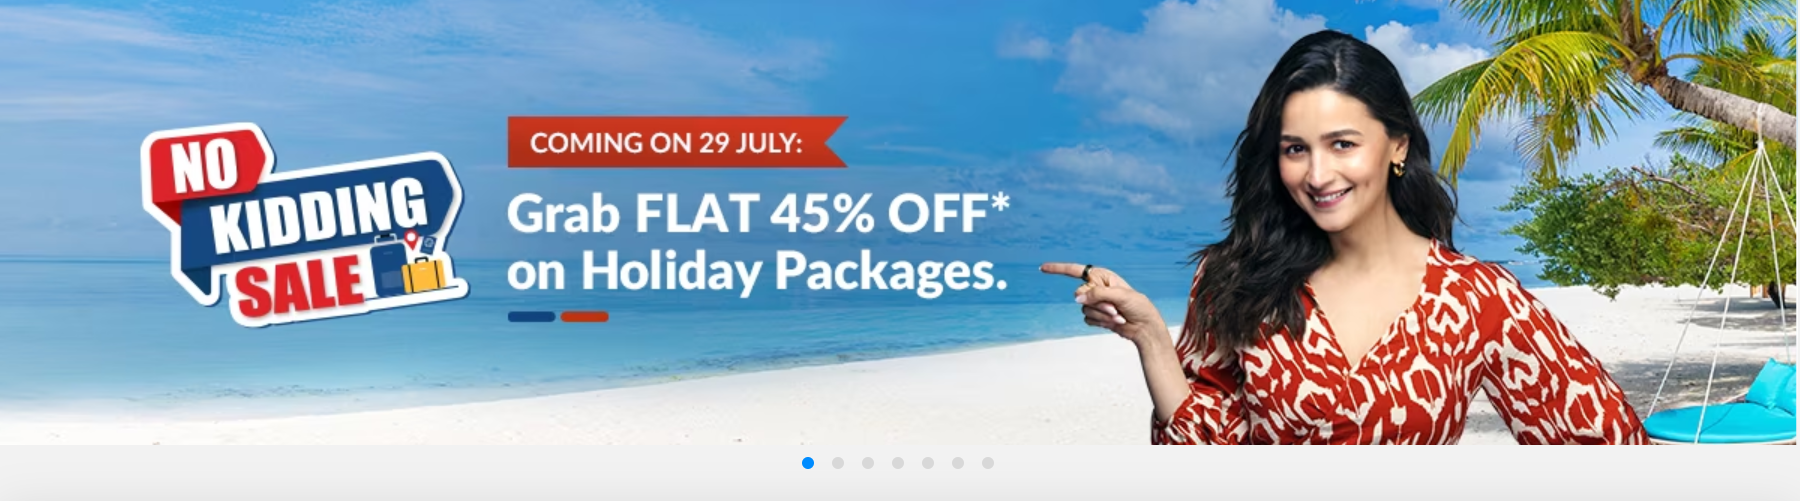 NO
KIDDING
SALE
COMING ON 29 JULY:
Grab FLAT 45% OFF*
on Holiday Packages.